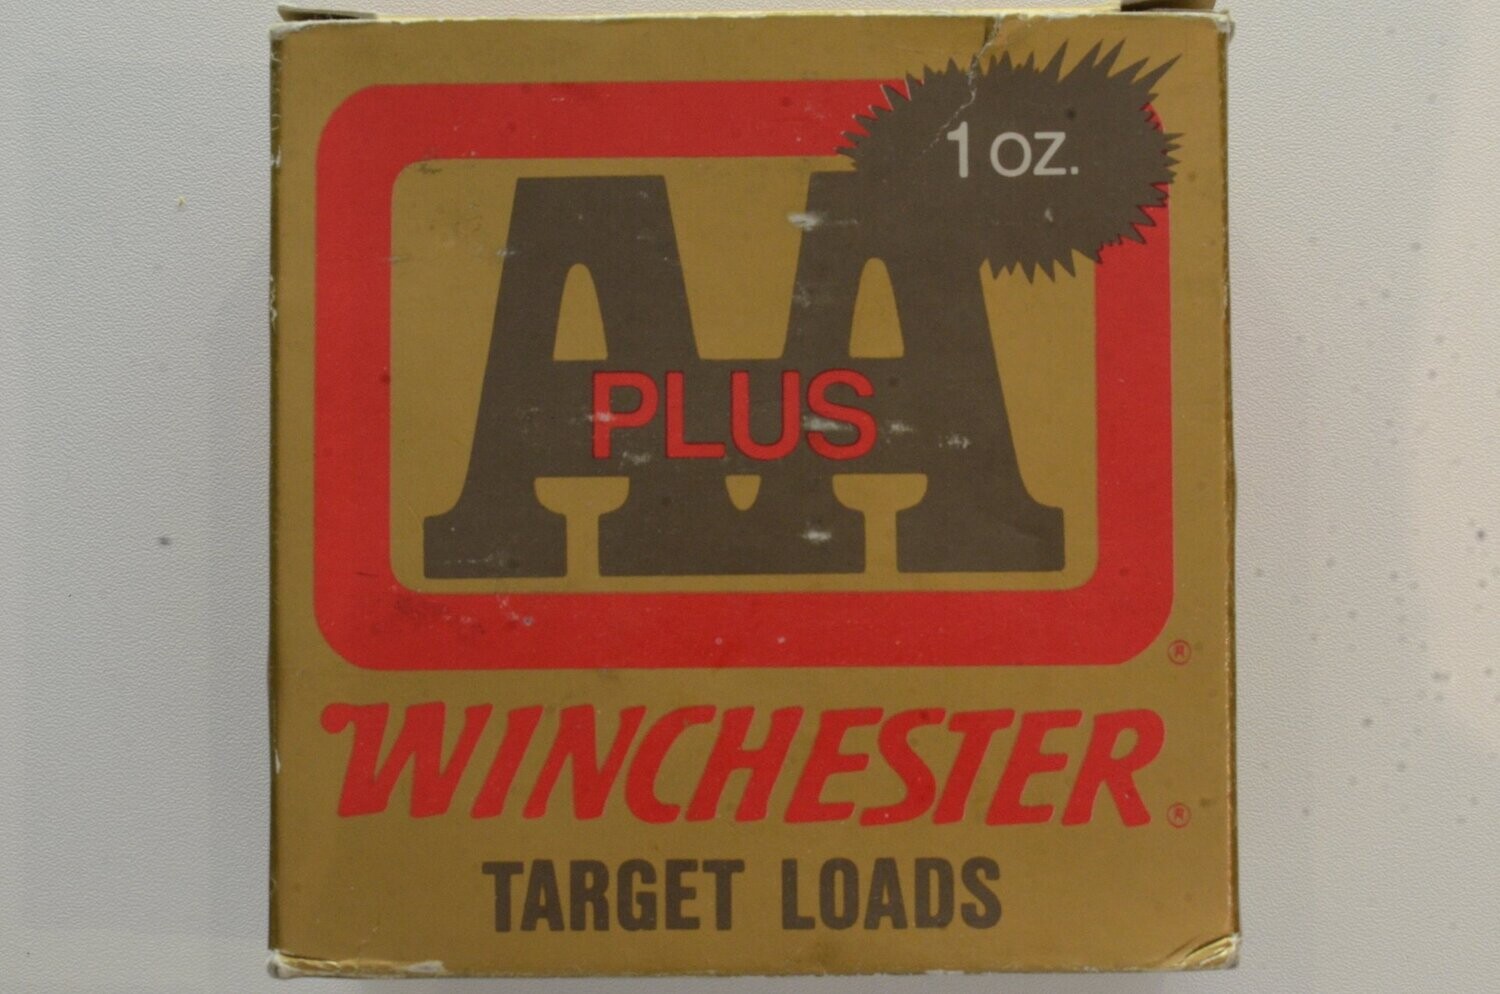 1 oz.
AA
PLUS
®
WINCHESTER®
TARGET LOADS